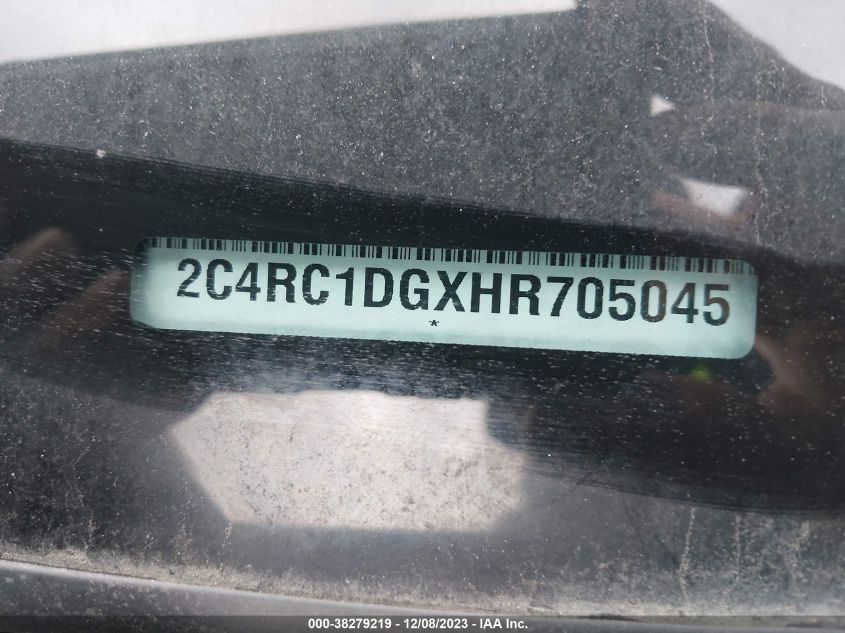 2C4RC1DGXHR705045
*
000-38279219 - 12/08/2023 - IAA Inc.